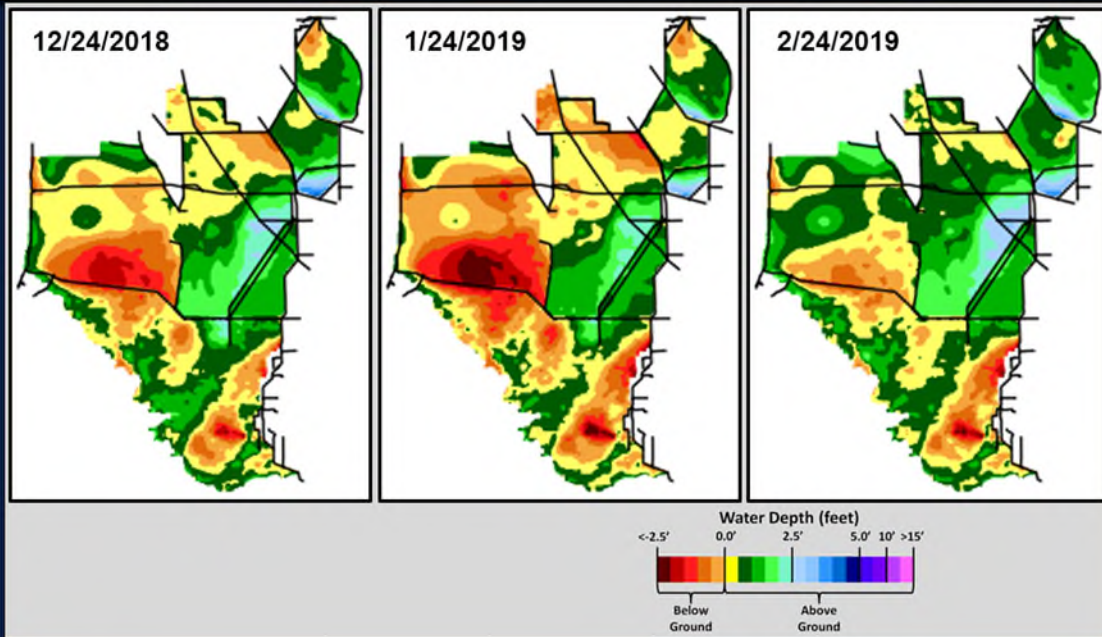 12/24/2018
1/24/2019
2/24/2019
Water Depth (feet)
<-2.5' 0.0' 2.5' 5.0' 10' >15'
Below Ground
Above Ground